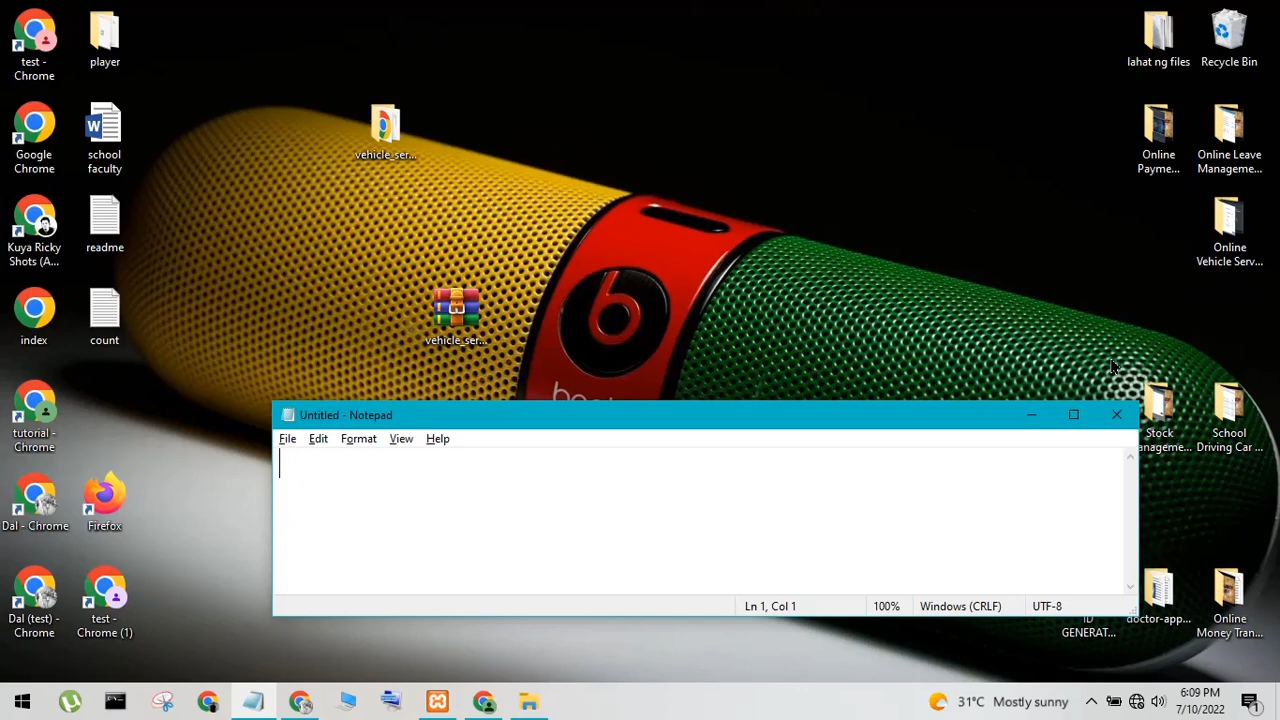 test -
Chrome
player
lahat ng files
Recycle Bin
Google
Chrome
school
faculty
vehicle_ser...
Online
Payme...
Online Leave
Manageme...
Kuya Ricky
Shots (A...
readme
Online
Vehicle Serv...
index
count
vehicle_ser...
tutorial -
Chrome
Stock
anageme...
School
Driving Car ...
Untitled - Notepad
File Edit Format View Help
Dal - Chrome
Firefox
Ln 1, Col 1 100% Windows (CRLF) UTF-8
Dal (test) -
Chrome
test -
Chrome (1)
ID
GENERAT...
doctor-app...
Online
Money Tran...
31°C Mostly sunny
6:09 PM
7/10/2022
1